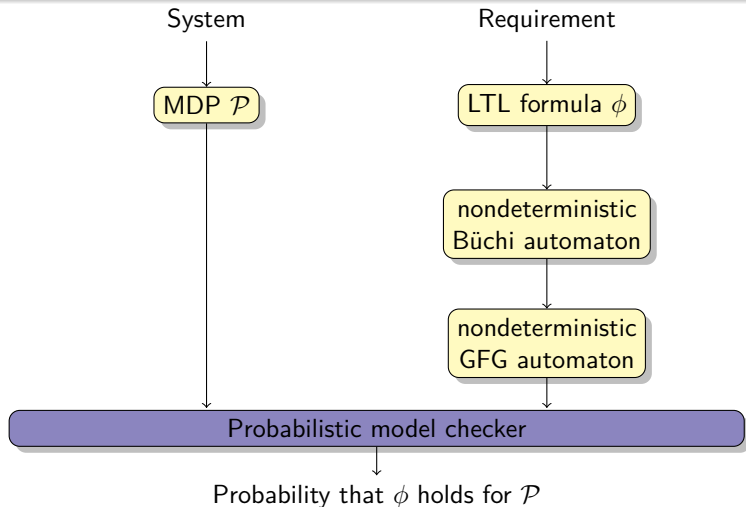 System
Requirement
MDP 𝒫
LTL formula ϕ
nondeterministic
Büchi automaton
nondeterministic
GFG automaton
Probabilistic model checker
Probability that ϕ holds for 𝒫